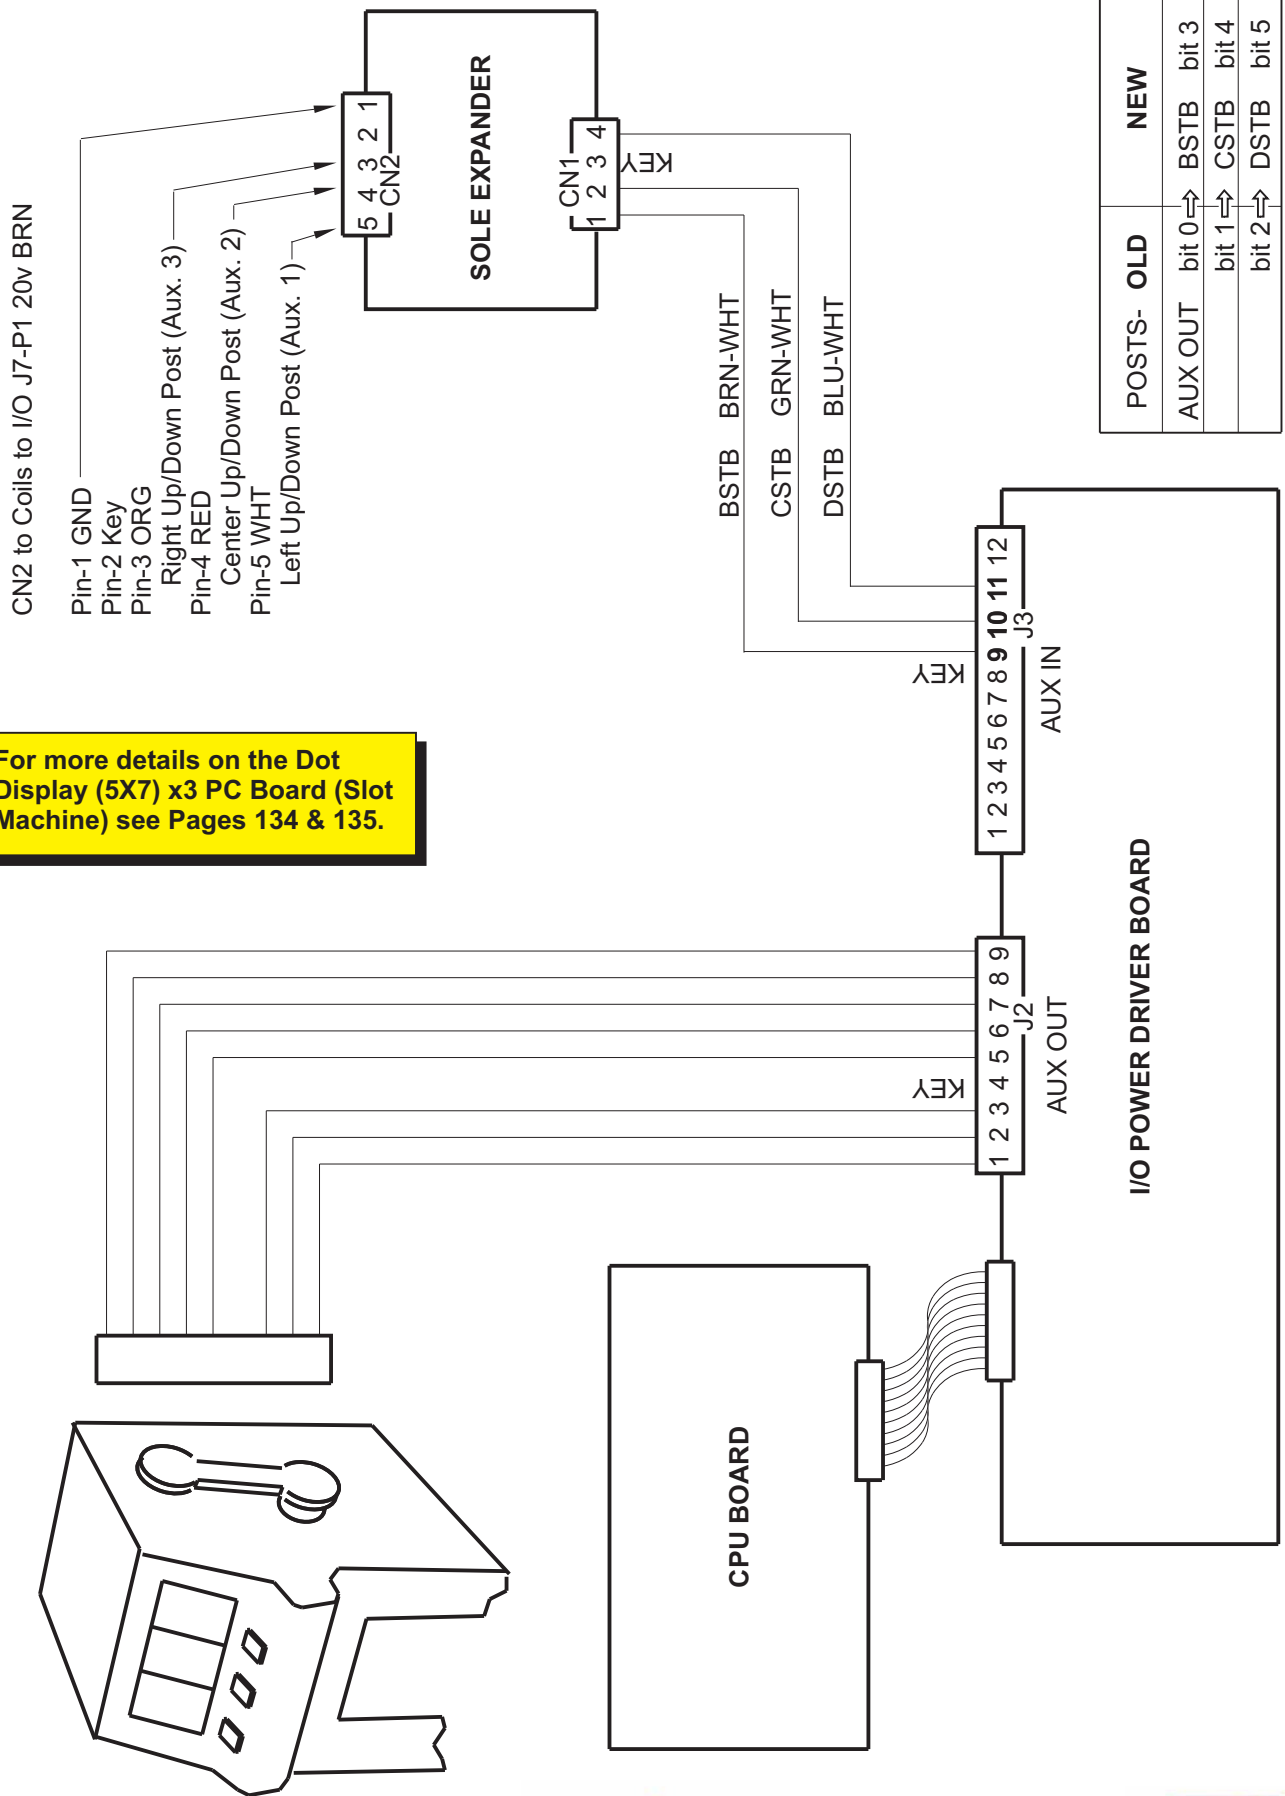 CN2 to Coils to I/O J7-P1 20v BRN
Pin-1 GND
Pin-2 Key
Pin-3 ORG
Right Up/Down Post (Aux. 3)
Pin-4 RED
Center Up/Down Post (Aux. 2)
Pin-5 WHT
Left Up/Down Post (Aux. 1)
5 4 3 2 1
CN2
SOLE EXPANDER
CN1
1 2 3 4
KEY
For more details on the Dot
Display (5X7) x3 PC Board (Slot
Machine) see Pages 134 & 135.
BSTB BRN-WHT
CSTB GRN-WHT
DSTB BLU-WHT
KEY
1 2 3 4 5 6 7 8 9 10 11 12
J3
AUX IN
KEY
1 2 3 4 5 6 7 8 9
J2
AUX OUT
I/O POWER DRIVER BOARD
CPU BOARD
POSTS- OLD NEW
AUX OUT bit 0 ⇨ BSTB bit 3
bit 1 ⇨ CSTB bit 4
bit 2 ⇨ DSTB bit 5